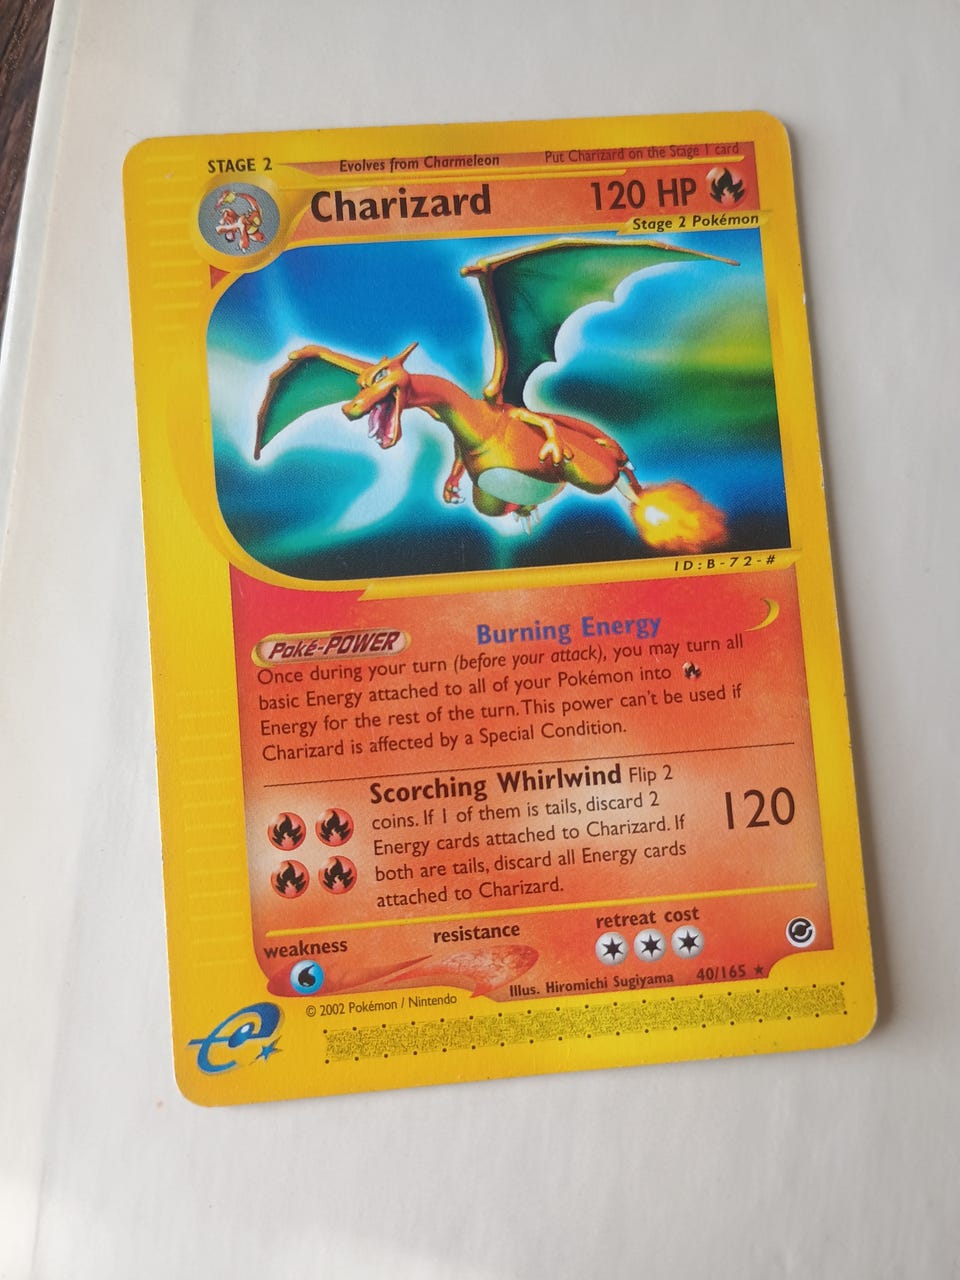 STAGE 2 Evolves from Charmeleon Put Charizard on the Stage 1 card
Charizard 120 HP
Stage 2 Pokémon
ID:B-72-#
Poké-POWER Burning Energy
Once during your turn (before your attack), you may turn all
basic Energy attached to all of your Pokémon into
Energy for the rest of the turn. This power can't be used if
Charizard is affected by a Special Condition.
Scorching Whirlwind Flip 2
coins. If 1 of them is tails, discard 2
Energy cards attached to Charizard. If
both are tails, discard all Energy cards
attached to Charizard.
120
weakness resistance retreat cost
Illus. Hiromichi Sugiyama 40/165 ★
© 2002 Pokémon / Nintendo
e